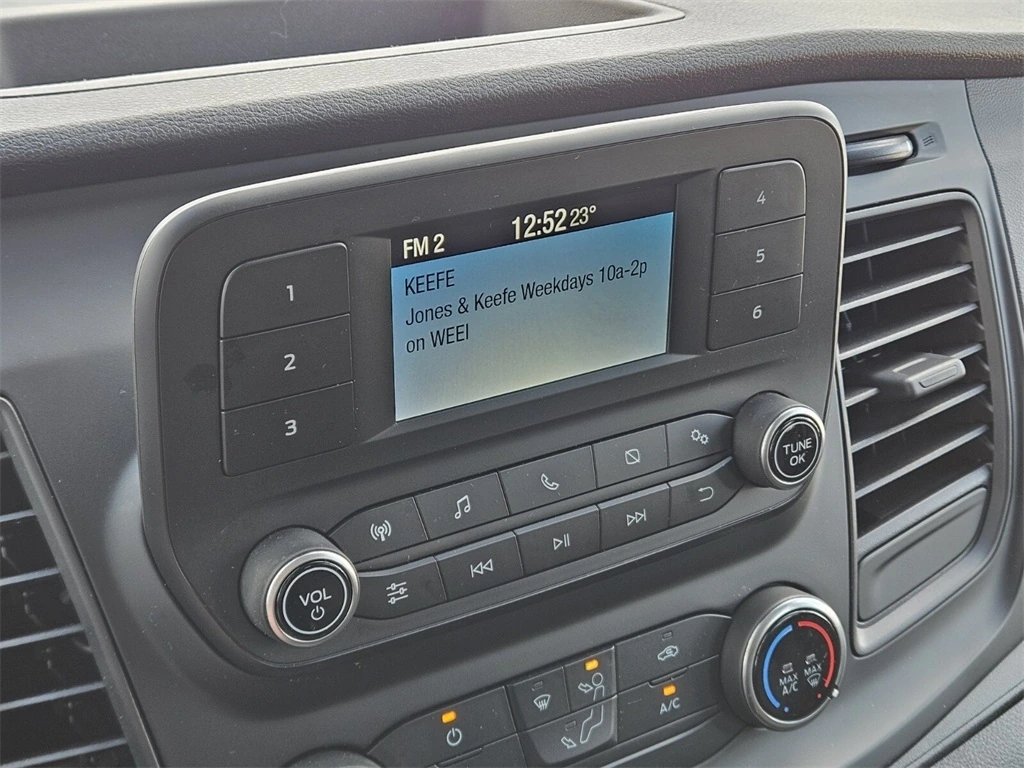 FM 2 12:52 23°
KEEFE
Jones & Keefe Weekdays 10a-2p
on WEEI
1
2
3
4
5
6
VOL
TUNE
OK
A/C
MAX
A/C
MAX